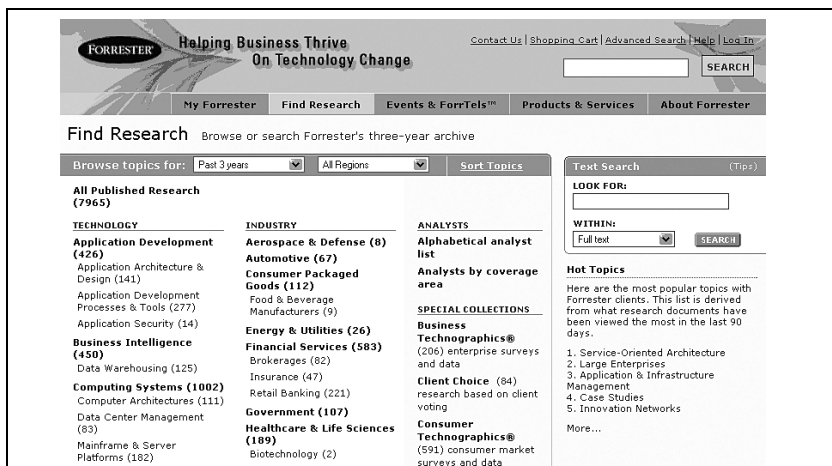 FORRESTER®
Helping Business Thrive
On Technology Change
Contact Us | Shopping Cart | Advanced Search | Help | Log In
SEARCH
My Forrester
Find Research
Events & ForrTels™
Products & Services
About Forrester
Find Research Browse or search Forrester's three-year archive
Browse topics for: Past 3 years All Regions Sort Topics
All Published Research
(7965)
TECHNOLOGY
Application Development
(426)
Application Architecture &
Design (141)
Application Development
Processes & Tools (277)
Application Security (14)
Business Intelligence
(450)
Data Warehousing (125)
Computing Systems (1002)
Computer Architectures (111)
Data Center Management
(83)
Mainframe & Server
Platforms (182)
INDUSTRY
Aerospace & Defense (8)
Automotive (67)
Consumer Packaged
Goods (112)
Food & Beverage
Manufacturers (9)
Energy & Utilities (26)
Financial Services (583)
Brokerages (82)
Insurance (47)
Retail Banking (221)
Government (107)
Healthcare & Life Sciences
(189)
Biotechnology (2)
ANALYSTS
Alphabetical analyst
list
Analysts by coverage
area
SPECIAL COLLECTIONS
Business
Technographics®
(206) enterprise surveys
and data
Client Choice (84)
research based on client
voting
Consumer
Technographics®
(591) consumer market
surveys and data
Text Search (Tips)
LOOK FOR:
WITHIN:
Full text SEARCH
Hot Topics
Here are the most popular topics with
Forrester clients. This list is derived
from what research documents have
been viewed the most in the last 90
days.
1. Service-Oriented Architecture
2. Large Enterprises
3. Application & Infrastructure
Management
4. Case Studies
5. Innovation Networks
More...